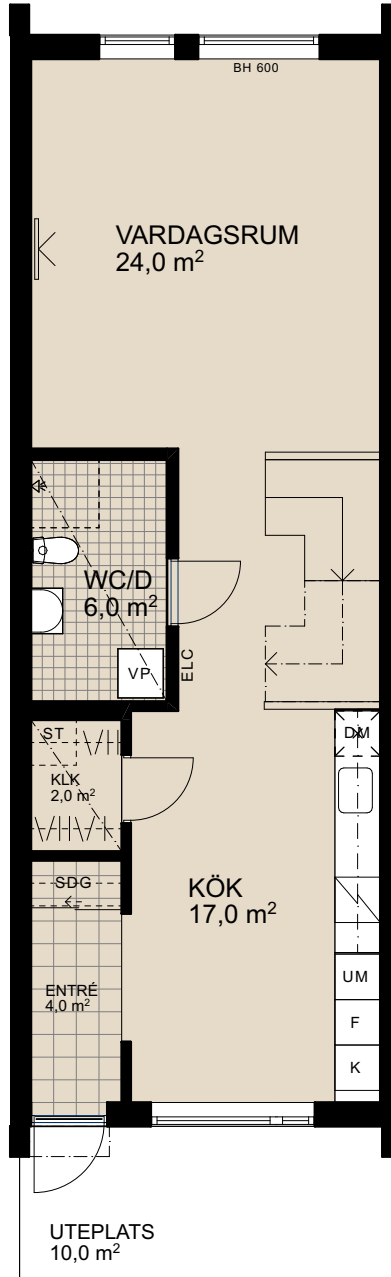 BH 600
VARDAGSRUM
24,0 m²
WC/D
6,0 m²
VP
ELC
ST
KLK
2,0 m²
DM
SDG
KÖK
17,0 m²
ENTRÉ
4,0 m²
UM
F
K
UTEPLATS
10,0 m²